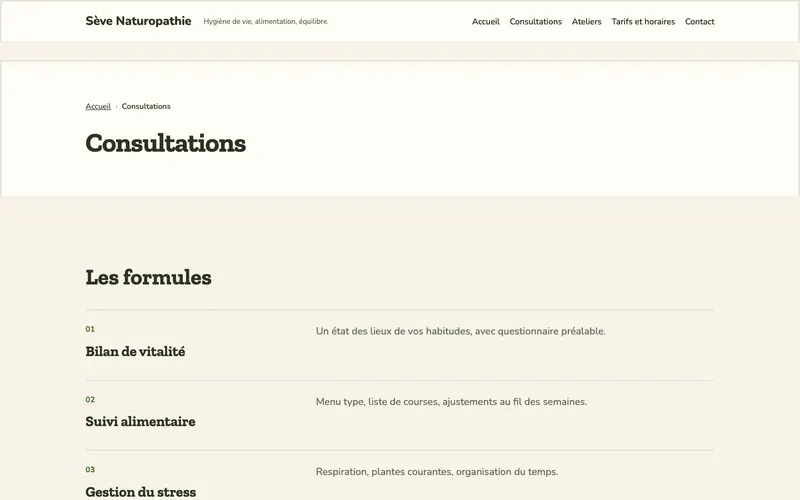 Sève Naturopathie
Hygiène de vie, alimentation, équilibre.
Accueil Consultations Ateliers Tarifs et horaires Contact
Accueil › Consultations
Consultations
Les formules
01
Un état des lieux de vos habitudes, avec questionnaire préalable.
Bilan de vitalité
02
Menu type, liste de courses, ajustements au fil des semaines.
Suivi alimentaire
03
Respiration, plantes courantes, organisation du temps.
Gestion du stress